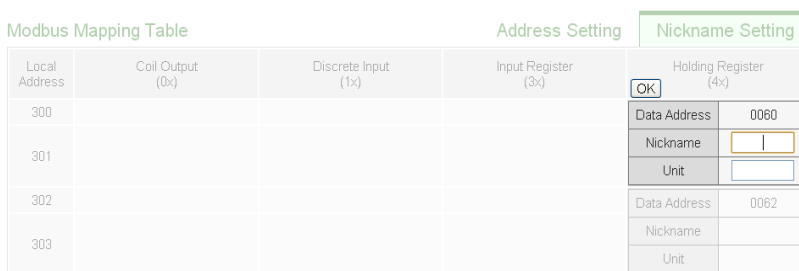 Modbus Mapping Table Address Setting Nickname Setting
Local Address Coil Output (0x) Discrete Input (1x) Input Register (3x) Holding Register (4x)
OK
300 Data Address 0060
301 Nickname
Unit
302 Data Address 0062
303 Nickname
Unit